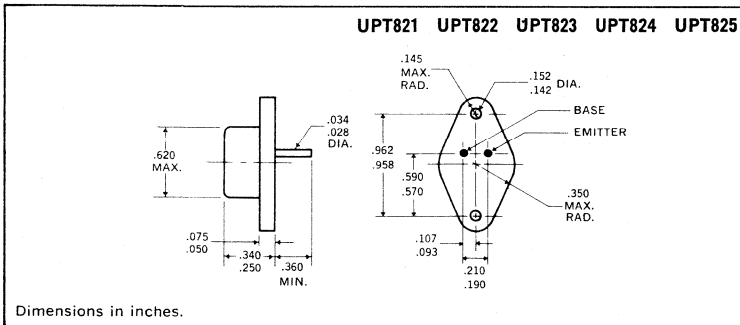 UPT821 UPT822 UPT823 UPT824 UPT825
.145
MAX.
RAD.
.152
.142
DIA.
BASE
EMITTER
.034
.028
DIA.
.620
MAX.
.962
.958
.590
.570
.350
MAX.
RAD.
.075
.050
.340
.250
.360
MIN.
.107
.093
.210
.190
Dimensions in inches.